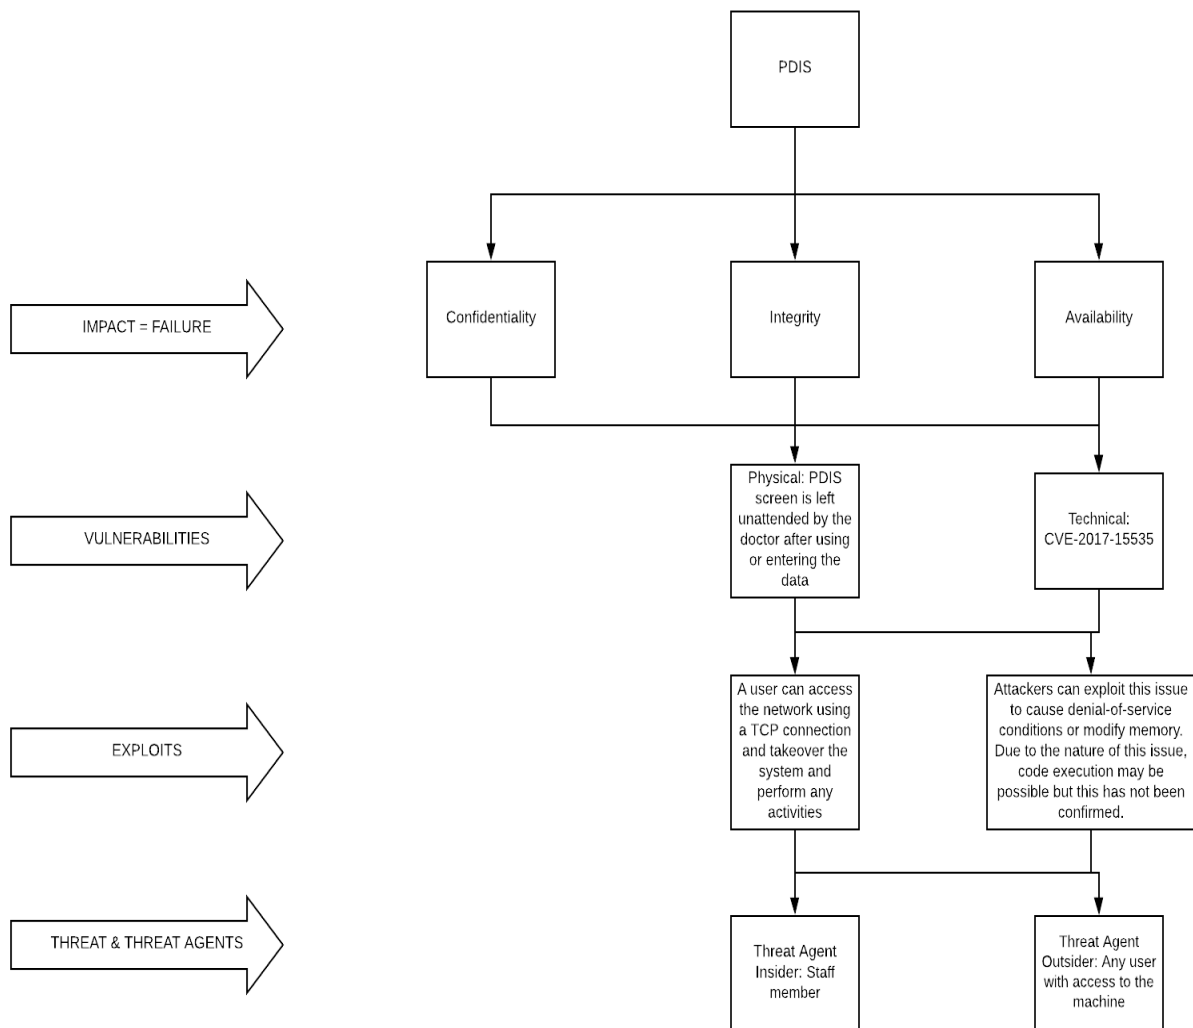 PDIS
IMPACT = FAILURE
Confidentiality
Integrity
Availability
VULNERABILITIES
Physical: PDIS
screen is left
unattended by the
doctor after using
or entering the
data
Technical:
CVE-2017-15535
EXPLOITS
A user can access
the network using
a TCP connection
and takeover the
system and
perform any
activities
Attackers can exploit this issue
to cause denial-of-service
conditions or modify memory.
Due to the nature of this issue,
code execution may be
possible but this has not been
confirmed.
THREAT & THREAT AGENTS
Threat Agent
Insider: Staff
member
Threat Agent
Outsider: Any user
with access to the
machine